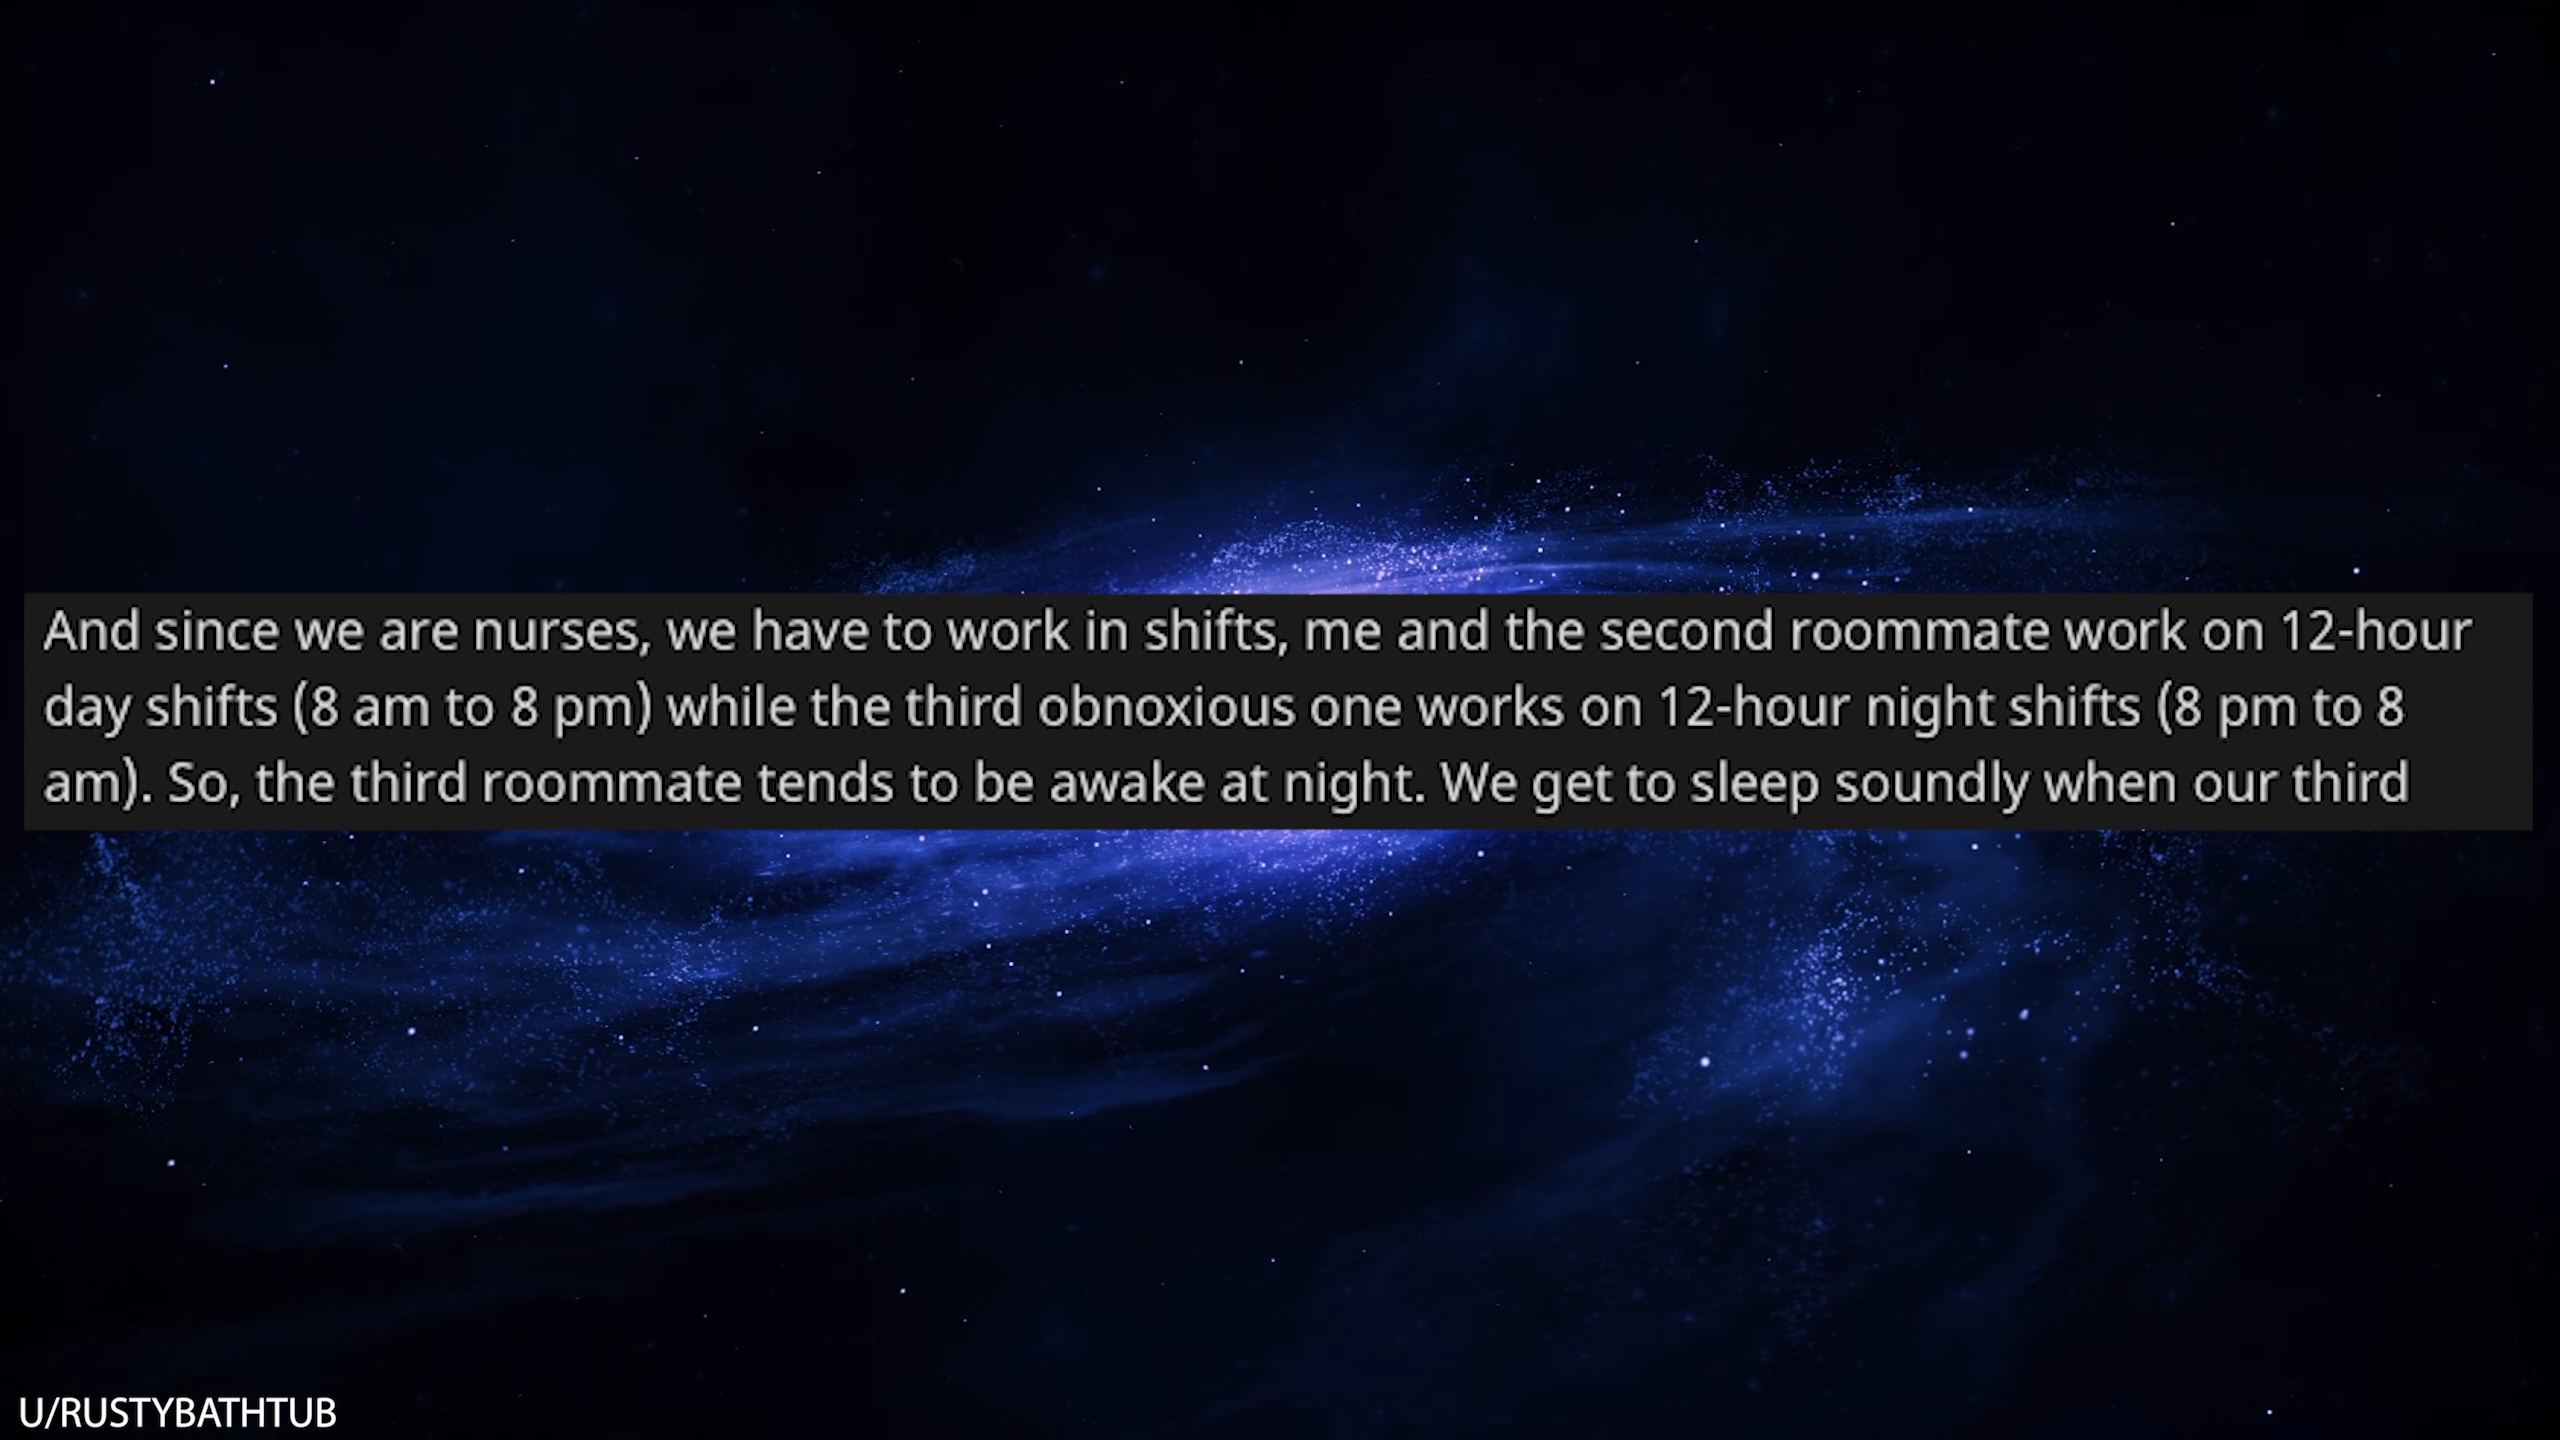 And since we are nurses, we have to work in shifts, me and the second roommate work on 12-hour
day shifts (8 am to 8 pm) while the third obnoxious one works on 12-hour night shifts (8 pm to 8
am). So, the third roommate tends to be awake at night. We get to sleep soundly when our third
U/RUSTYBATHTUB